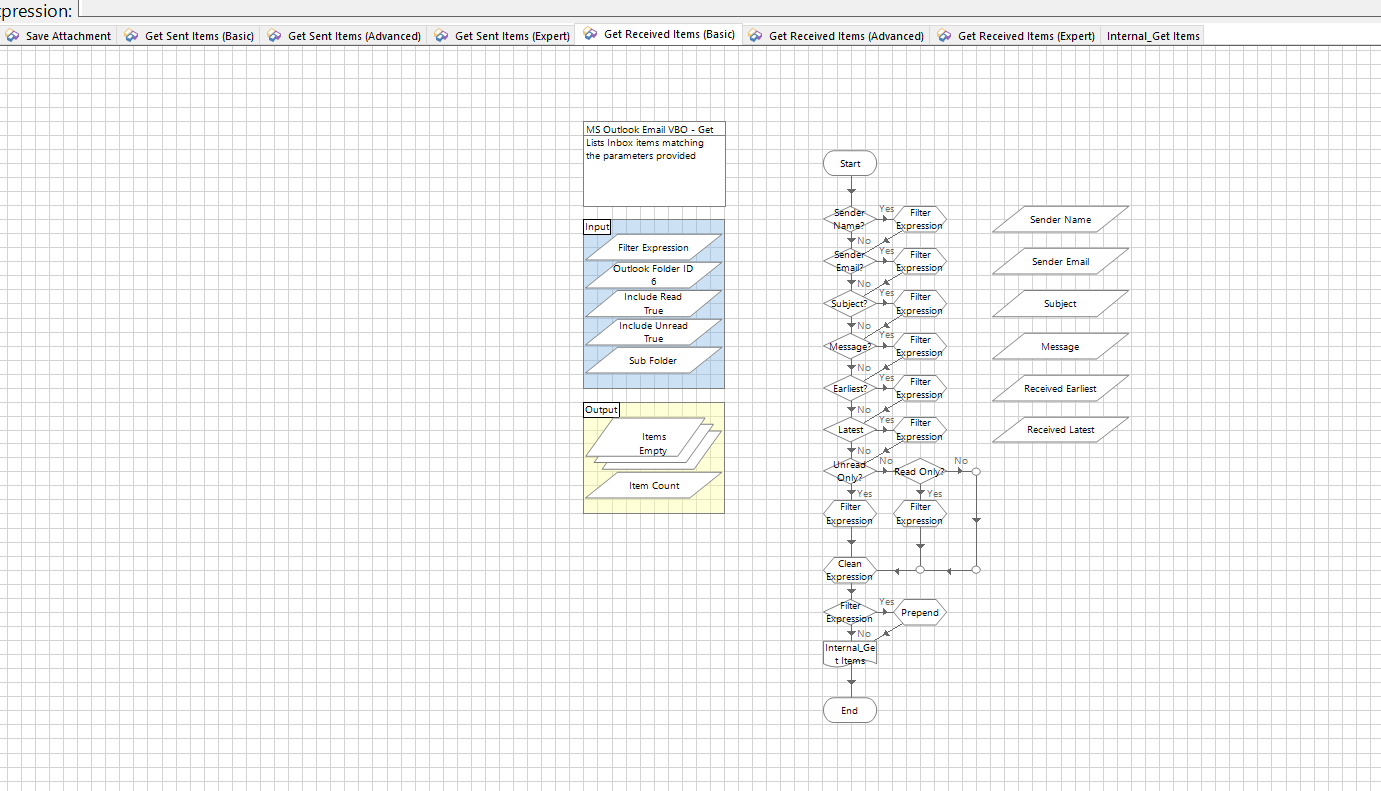 pression:
Save Attachment
Get Sent Items (Basic)
Get Sent Items (Advanced)
Get Sent Items (Expert)
Get Received Items (Basic)
Get Received Items (Advanced)
Get Received Items (Expert)
Internal_Get Items
MS Outlook Email VBO - Get
Lists Inbox items matching
the parameters provided
Input
Filter Expression
Outlook Folder ID
6
Include Read
True
Include Unread
True
Sub Folder
Output
Items
Empty
Item Count
Start
Sender
Name?
Yes
Filter
Expression
No
Sender
Email?
Yes
Filter
Expression
No
Subject?
Yes
Filter
Expression
No
Message?
Yes
Filter
Expression
No
Earliest?
Yes
Filter
Expression
No
Latest
Yes
Filter
Expression
No
Unread
Only?
No
Read Only?
No
Yes
Filter
Expression
Yes
Filter
Expression
Clean
Expression
Filter
Expression
Yes
Prepend
No
Internal_Ge
t Items
End
Sender Name
Sender Email
Subject
Message
Received Earliest
Received Latest